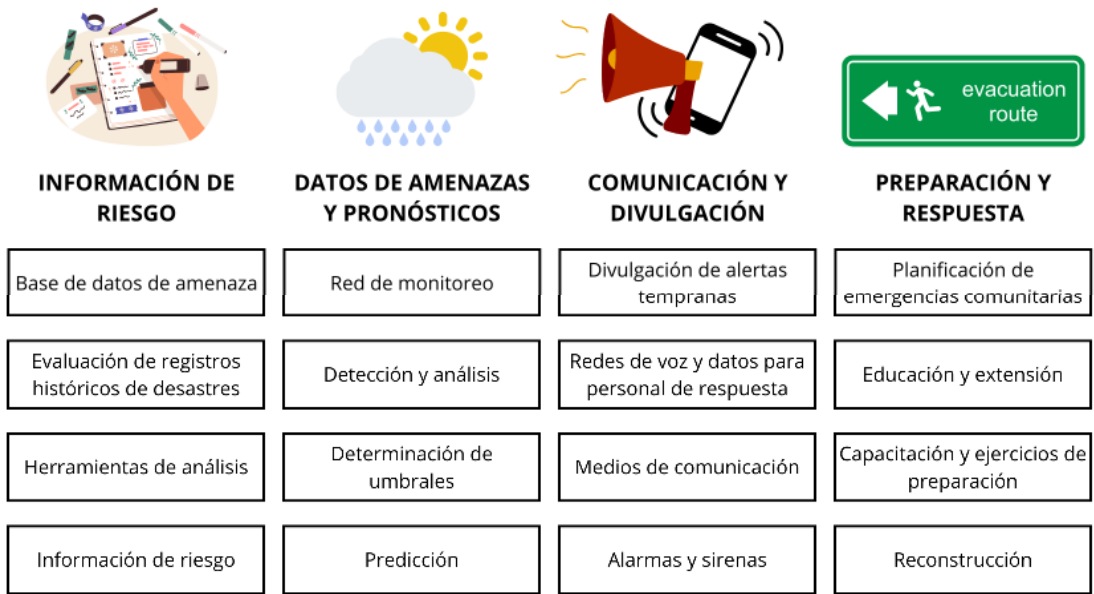 evacuation
route
INFORMACIÓN DE
RIESGO
DATOS DE AMENAZAS
Y PRONÓSTICOS
COMUNICACIÓN Y
DIVULGACIÓN
PREPARACIÓN Y
RESPUESTA
Base de datos de amenaza
Red de monitoreo
Divulgación de alertas
tempranas
Planificación de
emergencias comunitarias
Evaluación de registros
históricos de desastres
Detección y análisis
Redes de voz y datos para
personal de respuesta
Educación y extensión
Herramientas de análisis
Determinación de
umbrales
Medios de comunicación
Capacitación y ejercicios de
preparación
Información de riesgo
Predicción
Alarmas y sirenas
Reconstrucción